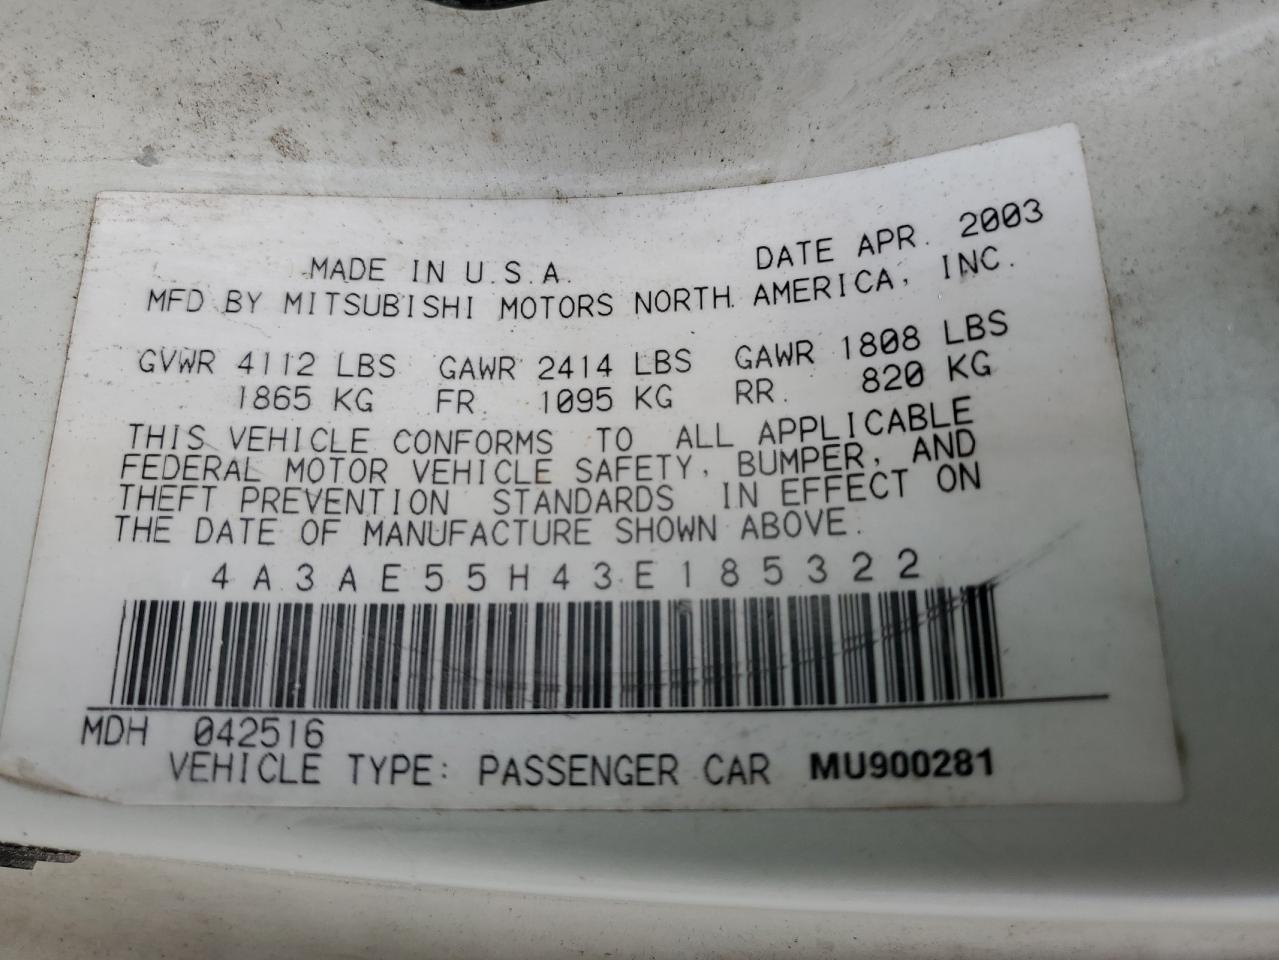 MADE IN U.S.A. DATE APR. 2003
MFD BY MITSUBISHI MOTORS NORTH AMERICA, INC.
GVWR 4112 LBS GAWR 2414 LBS GAWR 1808 LBS
1865 KG FR. 1095 KG RR. 820 KG
THIS VEHICLE CONFORMS TO ALL APPLICABLE
FEDERAL MOTOR VEHICLE SAFETY, BUMPER, AND
THEFT PREVENTION STANDARDS IN EFFECT ON
THE DATE OF MANUFACTURE SHOWN ABOVE.
4A3AE55H43E185322
MDH 042516
VEHICLE TYPE: PASSENGER CAR MU900281